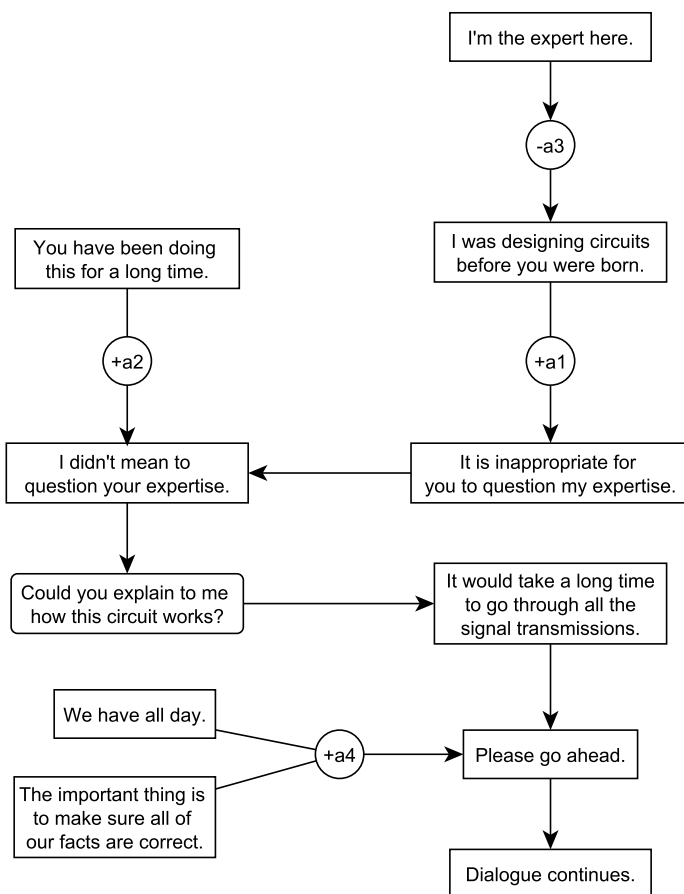 I'm the expert here.
-a3
I was designing circuits
before you were born.
You have been doing
this for a long time.
+a2
+a1
I didn't mean to
question your expertise.
It is inappropriate for
you to question my expertise.
Could you explain to me
how this circuit works?
It would take a long time
to go through all the
signal transmissions.
We have all day.
+a4
Please go ahead.
The important thing is
to make sure all of
our facts are correct.
Dialogue continues.